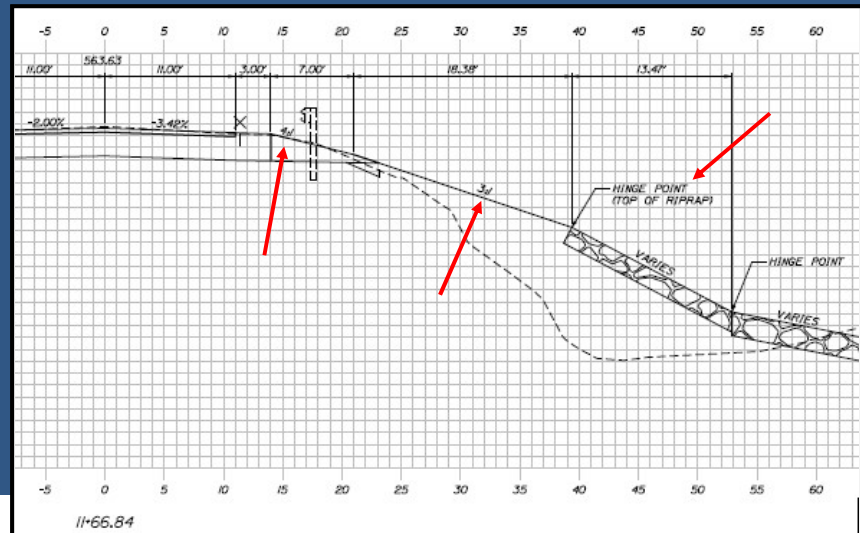 -5 0 5 10 15 20 25 30 35 40 45 50 55 60
563.63
11.00' 11.00' 3.00' 7.00' 18.38' 13.47'
-2.00% -3.42%
4:1
3:1
HINGE POINT
(TOP OF RIPRAP)
VARIES
HINGE POINT
VARIES
-5 0 5 10 15 20 25 30 35 40 45 50 55 60
11+66.84